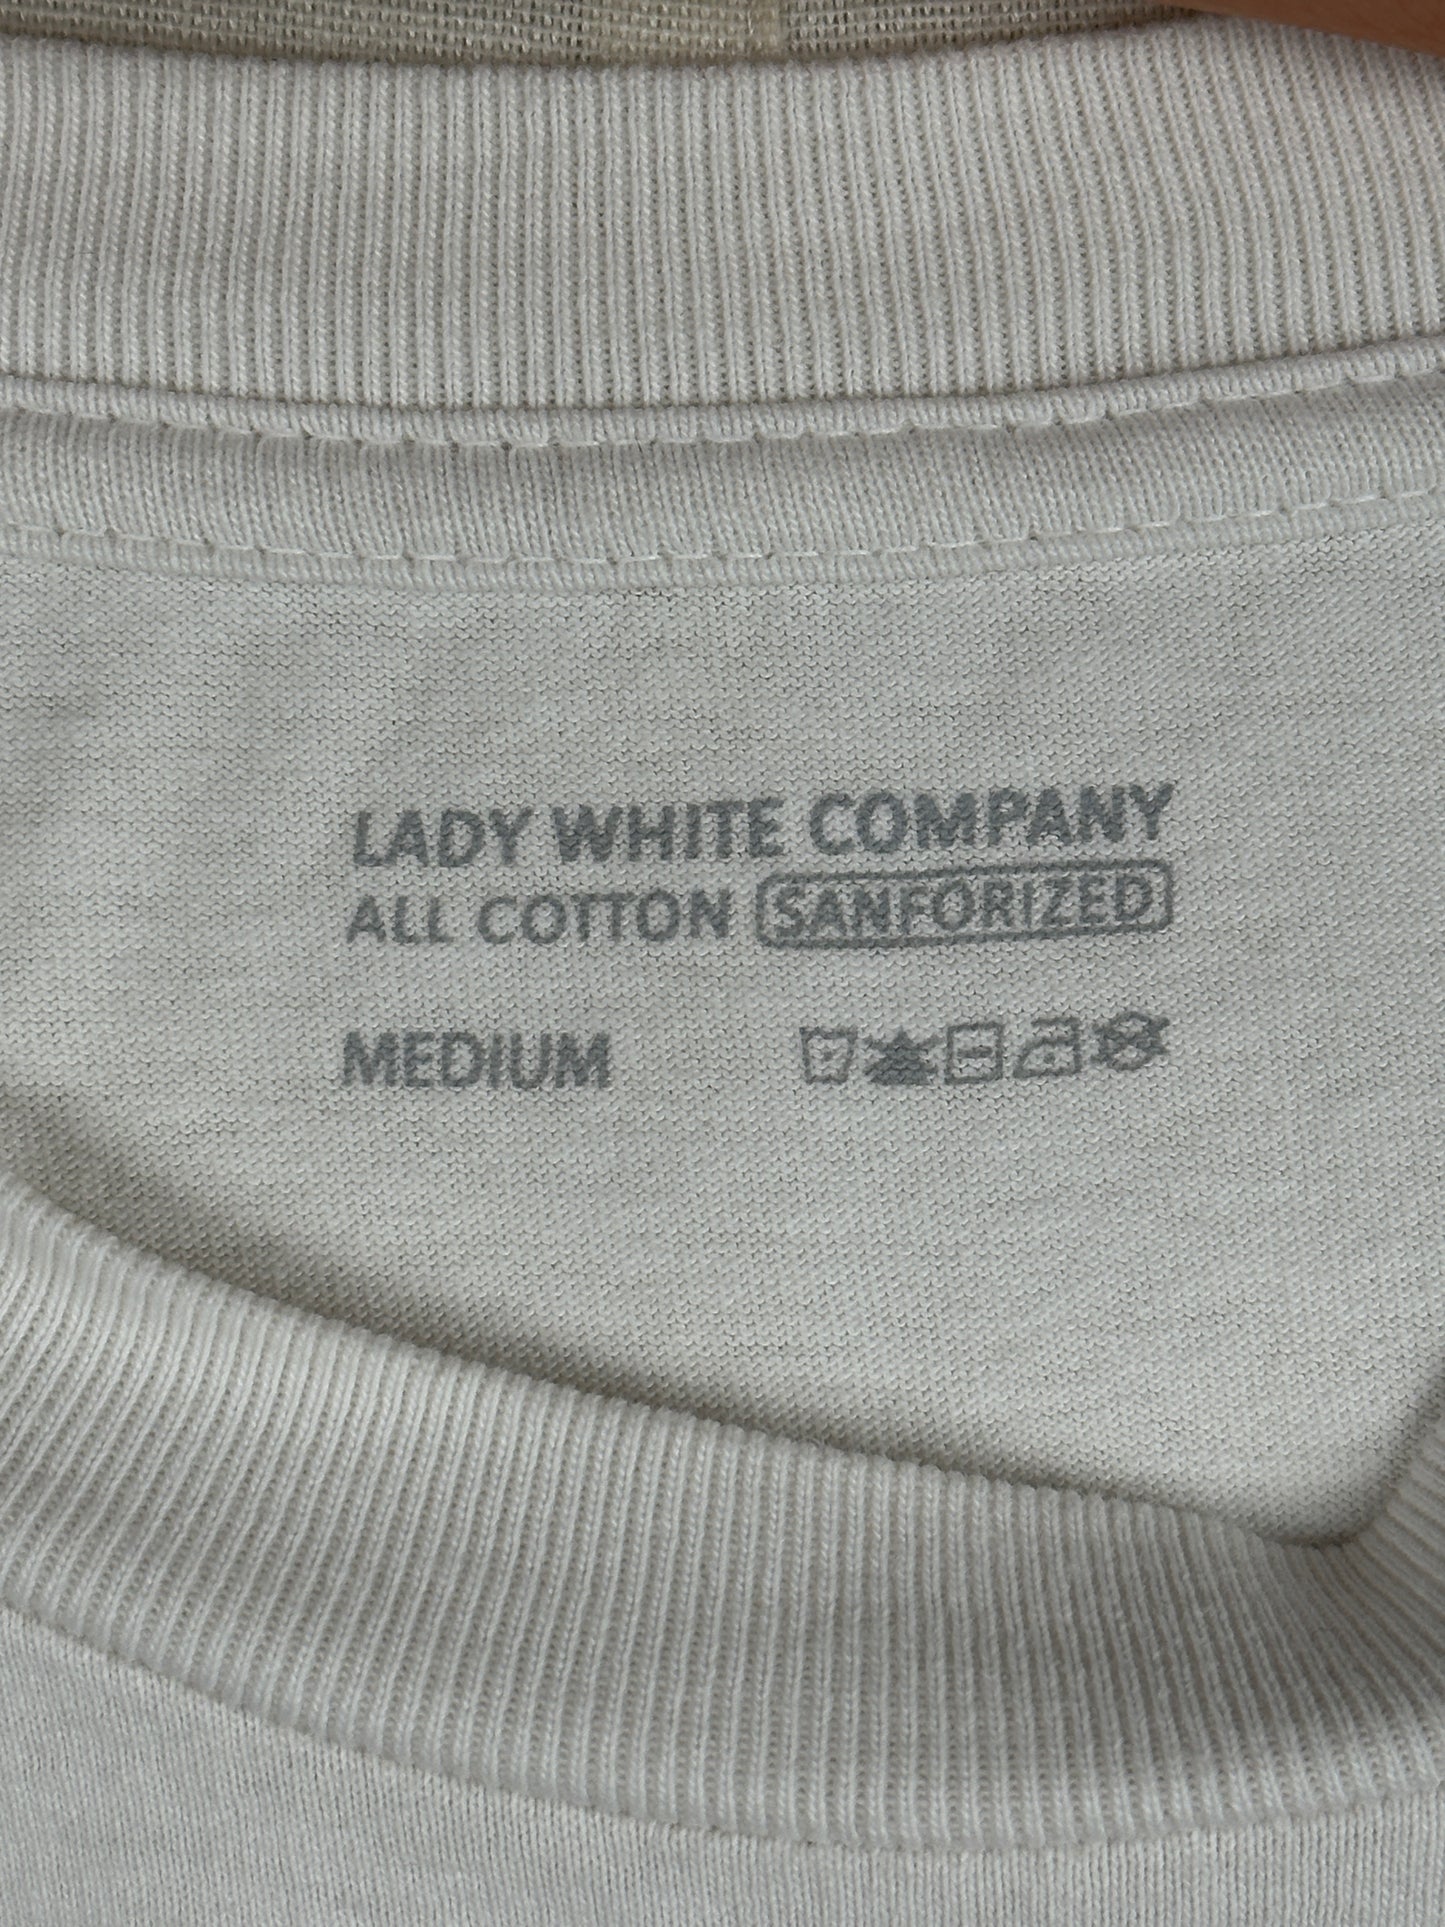 LADY WHITE COMPANY
ALL COTTON SANFORIZED
MEDIUM